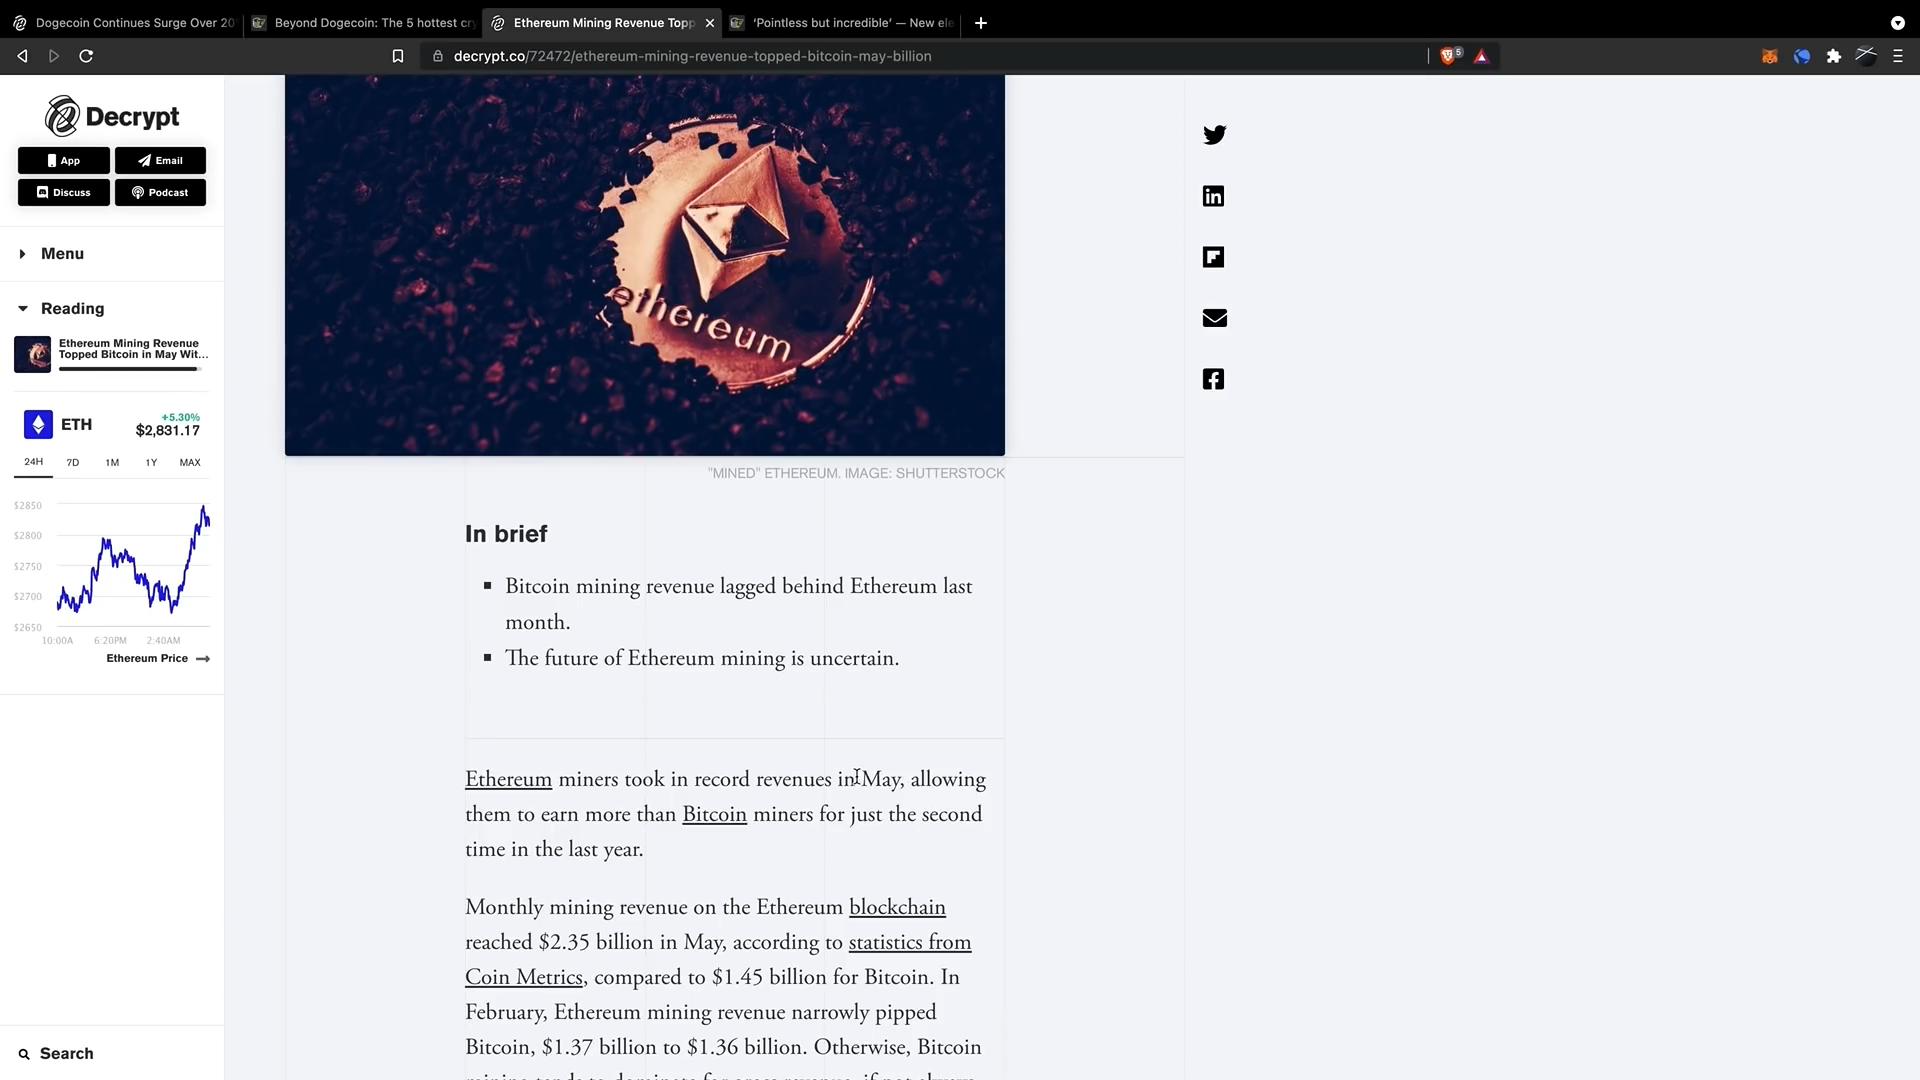 Dogecoin Continues Surge Over 20
Beyond Dogecoin: The 5 hottest cry
Ethereum Mining Revenue Topp
'Pointless but incredible' — New ele
decrypt.co/72472/ethereum-mining-revenue-topped-bitcoin-may-billion
5
Decrypt
App
Email
Discuss
Podcast
Menu
Reading
Ethereum Mining Revenue
Topped Bitcoin in May Wit...
ETH
+5.30%
$2,831.17
24H 7D 1M 1Y MAX
$2850
$2800
$2750
$2700
$2650
10:00A 6:20PM 2:40AM
Ethereum Price
Search
ethereum
"MINED" ETHEREUM. IMAGE: SHUTTERSTOCK
In brief
Bitcoin mining revenue lagged behind Ethereum last
month.
The future of Ethereum mining is uncertain.
Ethereum miners took in record revenues in May, allowing
them to earn more than Bitcoin miners for just the second
time in the last year.
Monthly mining revenue on the Ethereum blockchain
reached $2.35 billion in May, according to statistics from
Coin Metrics, compared to $1.45 billion for Bitcoin. In
February, Ethereum mining revenue narrowly pipped
Bitcoin, $1.37 billion to $1.36 billion. Otherwise, Bitcoin